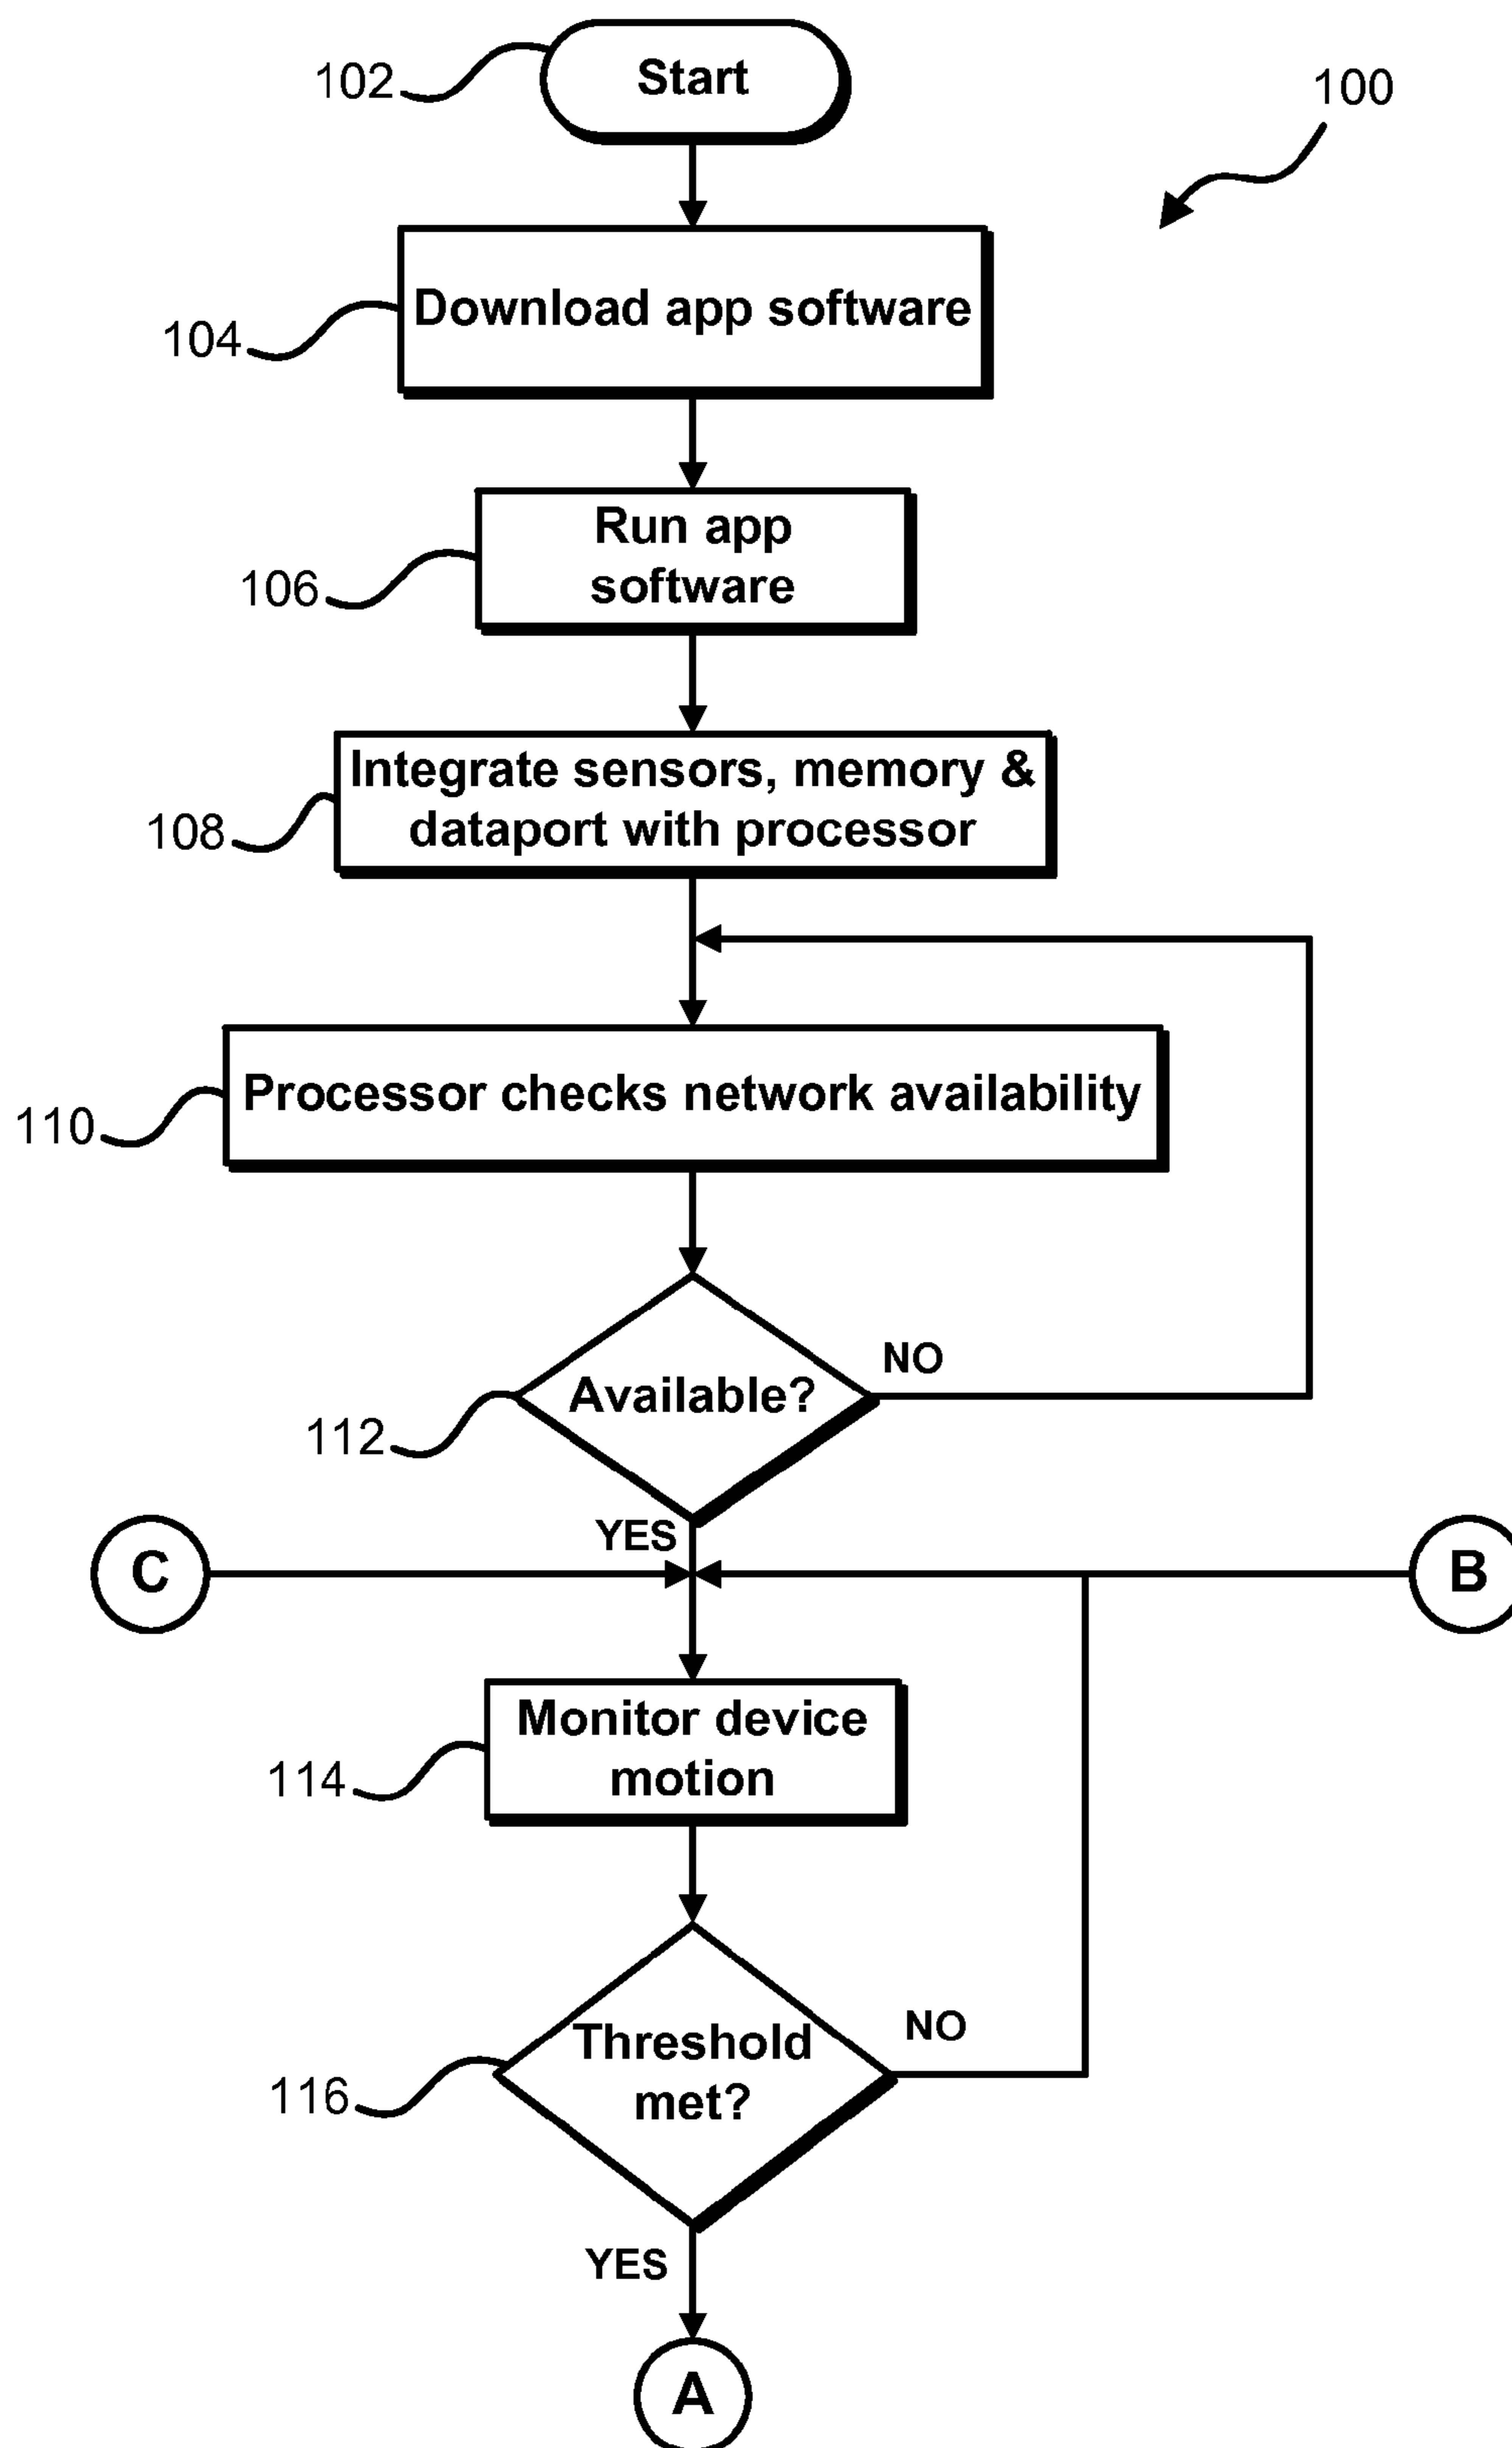 Start
102
100
Download app software
104
Run app
software
106
Integrate sensors, memory &
dataport with processor
108
Processor checks network availability
110
NO
Available?
112
YES
C
B
Monitor device
motion
114
NO
Threshold
met?
116
YES
A